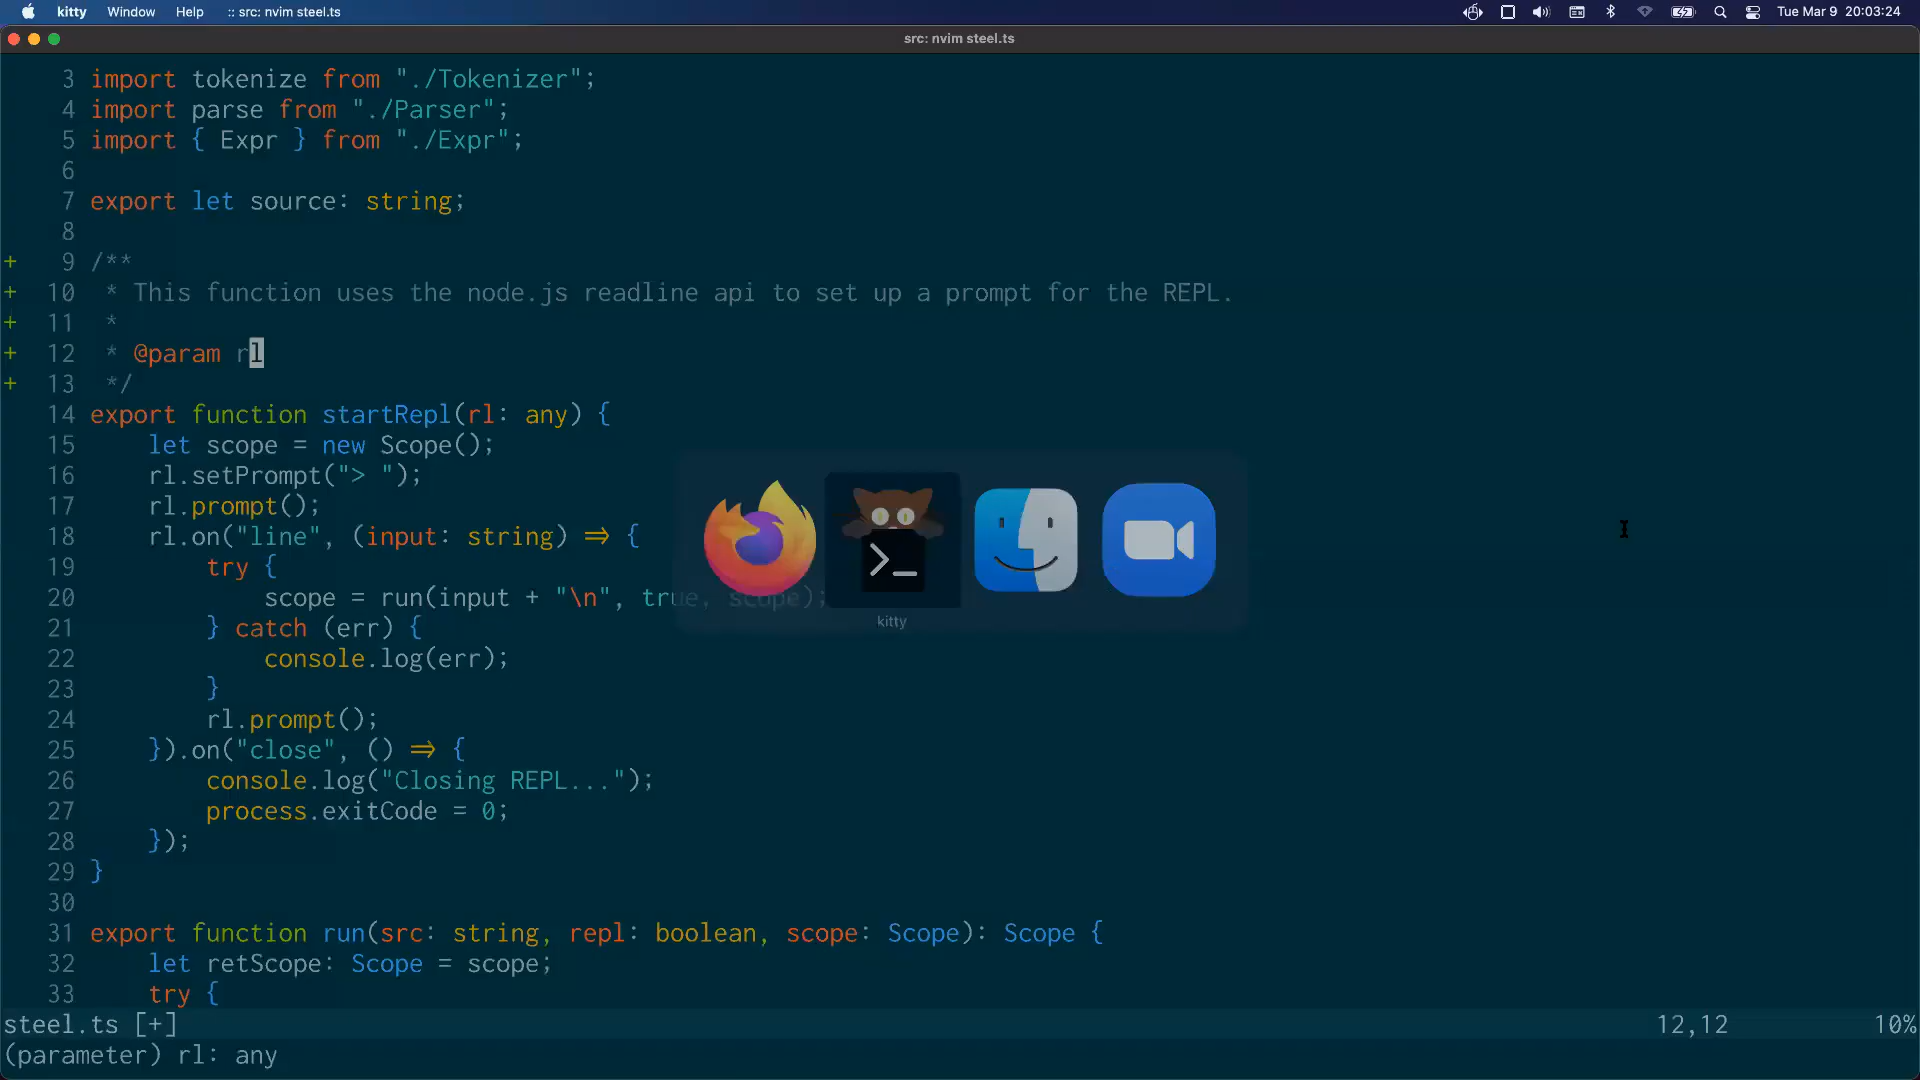 kitty Window Help :: src: nvim steel.ts Tue Mar 9 20:03:24
src: nvim steel.ts
3 import tokenize from "./Tokenizer";
4 import parse from "./Parser";
5 import { Expr } from "./Expr";
6
7 export let source: string;
8
+ 9 /**
+ 10 * This function uses the node.js readline api to set up a prompt for the REPL.
+ 11 *
+ 12 * @param rl
+ 13 */
14 export function startRepl(rl: any) {
15 let scope = new Scope();
16 rl.setPrompt("> ");
17 rl.prompt();
18 rl.on("line", (input: string) ⇒ {
19 try {
20 scope = run(input + "\n", true, scope);
21 } catch (err) {
22 console.log(err);
23 }
24 rl.prompt();
25 }).on("close", () ⇒ {
26 console.log("Closing REPL...");
27 process.exitCode = 0;
28 });
29 }
30
31 export function run(src: string, repl: boolean, scope: Scope): Scope {
32 let retScope: Scope = scope;
33 try {
kitty
steel.ts [+] 12,12 10%
(parameter) rl: any